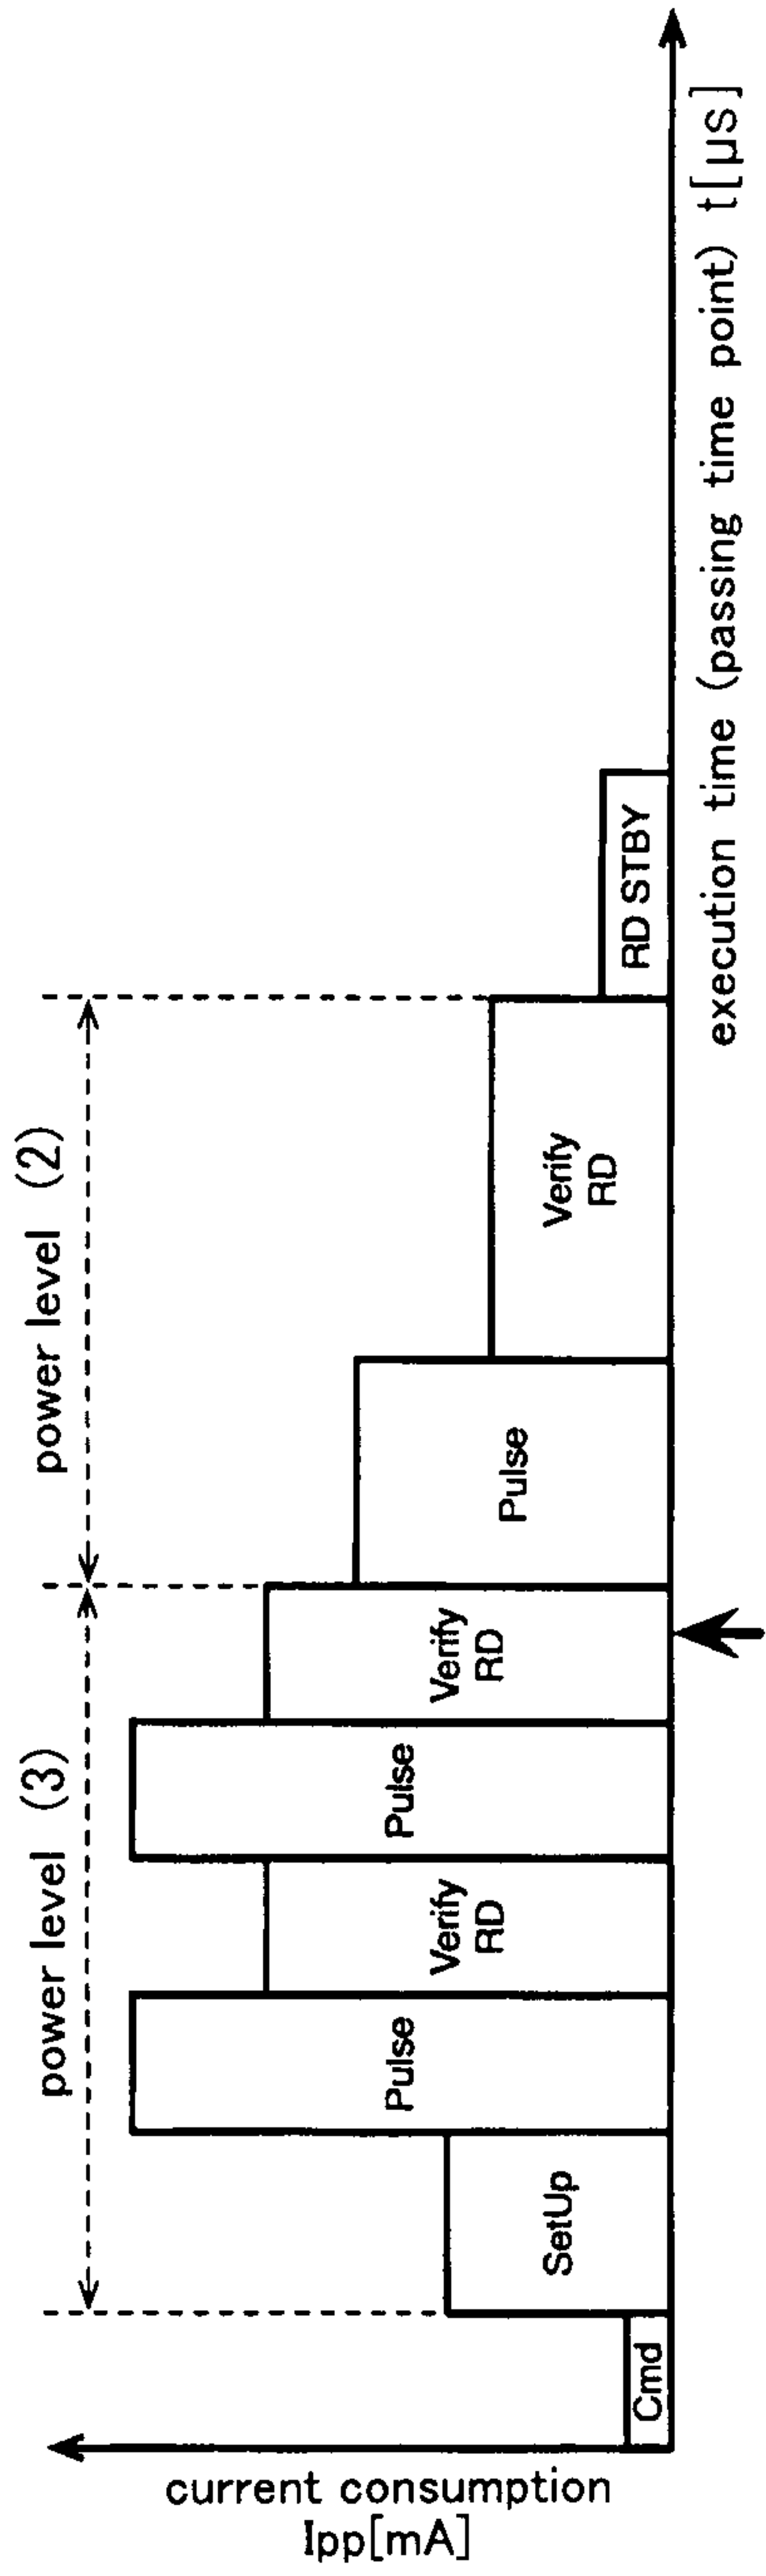 current consumption
Ipp[mA]
power level (3)
power level (2)
Cmd
SetUp
Pulse
Verify
RD
Pulse
Verify
RD
Pulse
Verify
RD
RD STBY
execution time (passing time point) t[μs]